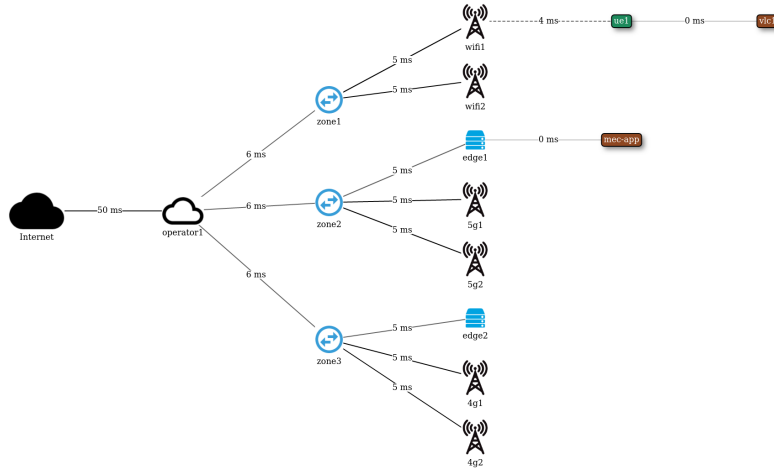 4 ms
ue1
0 ms
vlc1
wifi1
5 ms
5 ms
wifi2
zone1
6 ms
0 ms
mec-app
edge1
5 ms
50 ms
6 ms
5 ms
5g1
Internet
operator1
zone2
5 ms
5g2
6 ms
5 ms
edge2
zone3
5 ms
4g1
5 ms
4g2